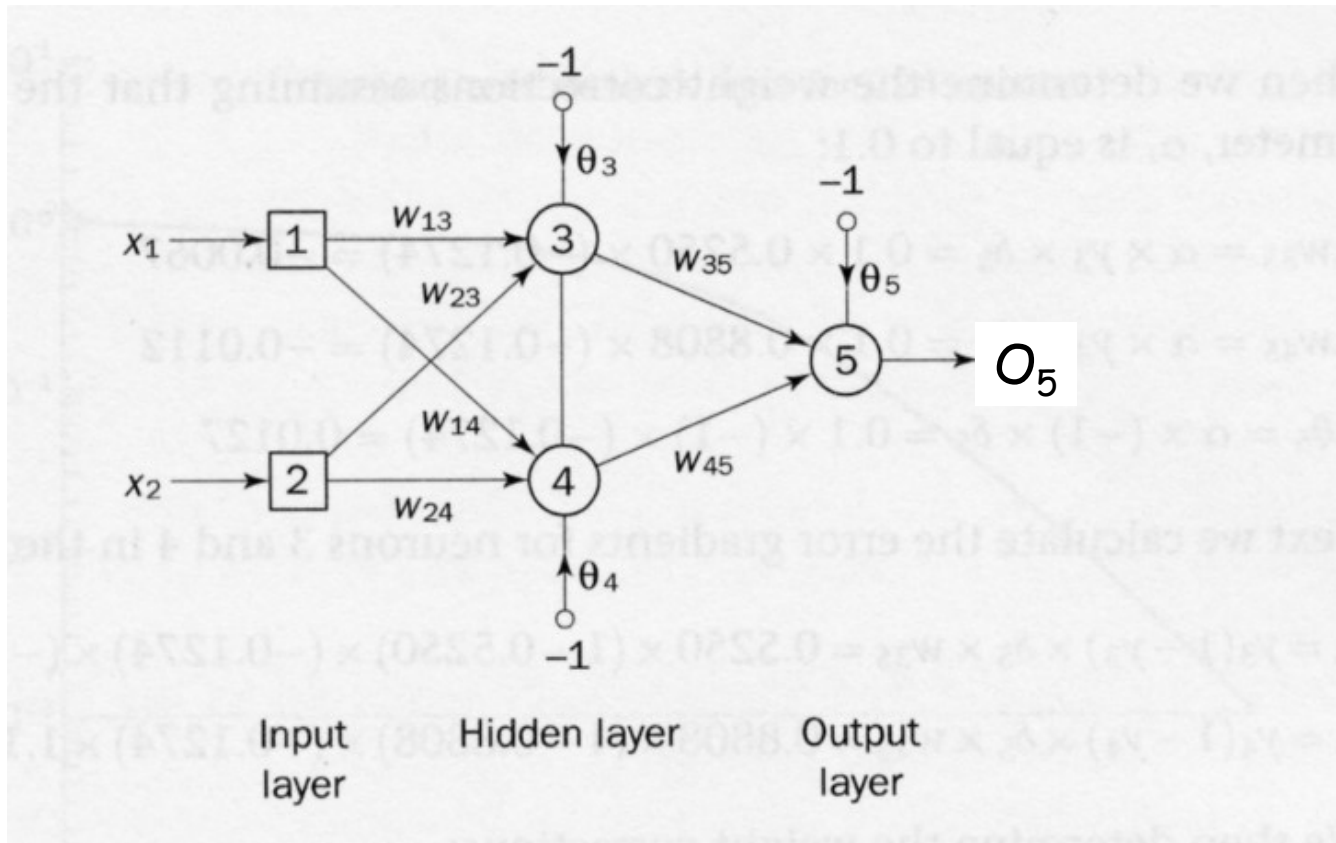 –1
θ3
–1
x1
1
w13
3
w35
θ5
w23
5
O5
w14
x2
2
w24
4
w45
θ4
–1
Input layer
Hidden layer
Output layer